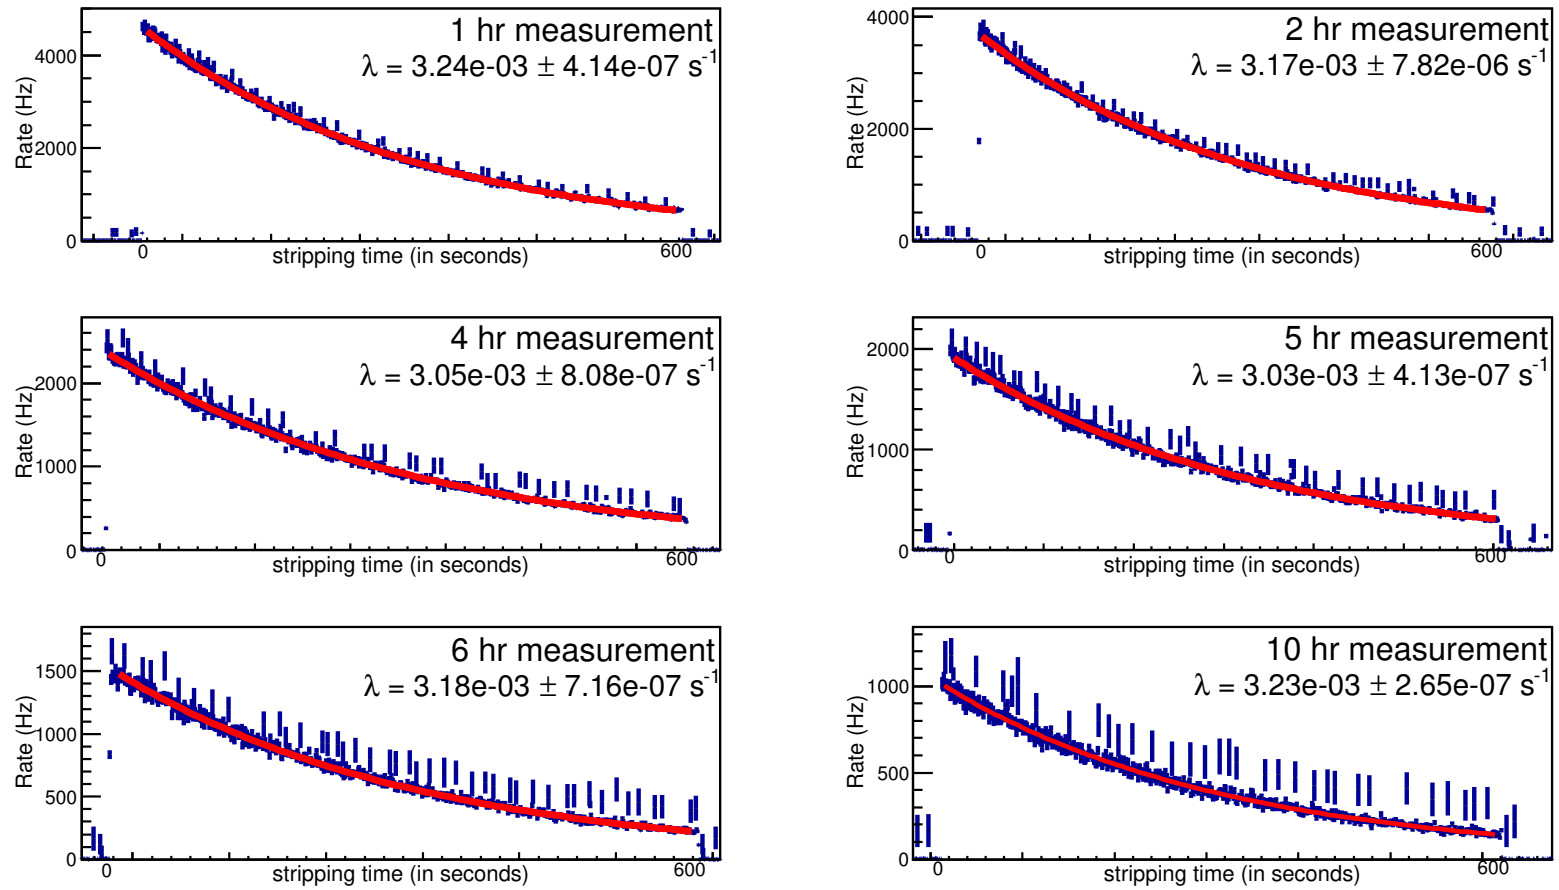 1 hr measurement
λ = 3.24e-03 ± 4.14e-07 s-1
Rate (Hz)
4000
2000
0
0
600
stripping time (in seconds)
2 hr measurement
λ = 3.17e-03 ± 7.82e-06 s-1
Rate (Hz)
4000
2000
0
0
600
stripping time (in seconds)
4 hr measurement
λ = 3.05e-03 ± 8.08e-07 s-1
Rate (Hz)
2000
1000
0
0
600
stripping time (in seconds)
5 hr measurement
λ = 3.03e-03 ± 4.13e-07 s-1
Rate (Hz)
2000
1000
0
0
600
stripping time (in seconds)
6 hr measurement
λ = 3.18e-03 ± 7.16e-07 s-1
Rate (Hz)
1500
1000
500
0
0
600
stripping time (in seconds)
10 hr measurement
λ = 3.23e-03 ± 2.65e-07 s-1
Rate (Hz)
1000
500
0
0
600
stripping time (in seconds)